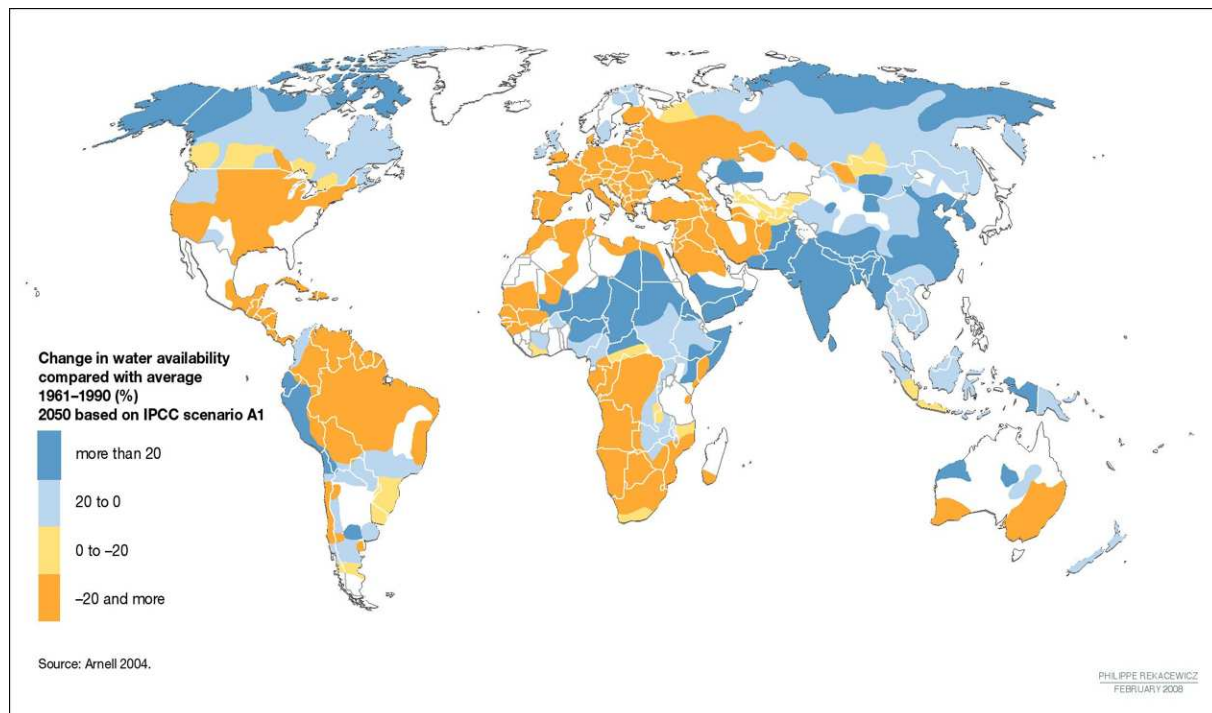 Change in water availability
compared with average
1961–1990 (%)
2050 based on IPCC scenario A1
more than 20
20 to 0
0 to –20
–20 and more
Source: Arnell 2004.
PHILIPPE REKACEWICZ
FEBRUARY 2008